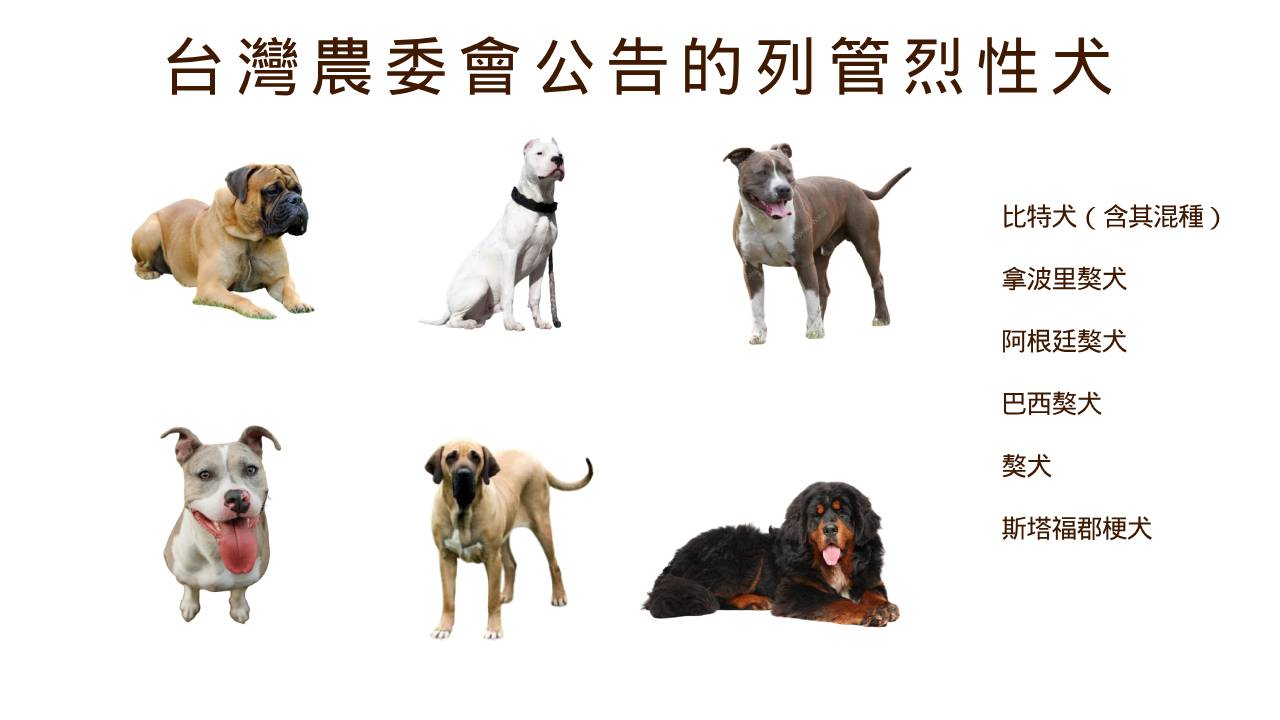 台灣農委會公告的列管烈性犬
比特犬（含其混種）
拿波里獒犬
阿根廷獒犬
巴西獒犬
獒犬
斯塔福郡梗犬